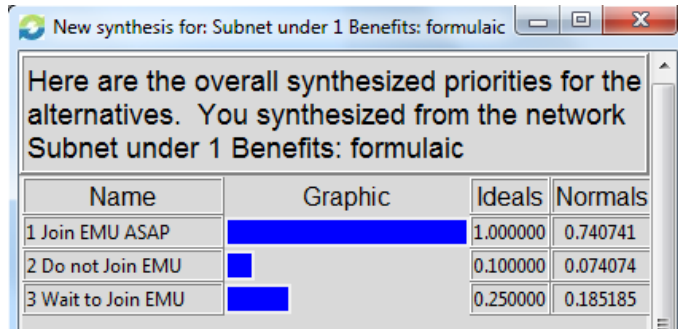 New synthesis for: Subnet under 1 Benefits: formulaic
Here are the overall synthesized priorities for the
alternatives. You synthesized from the network
Subnet under 1 Benefits: formulaic
Name Graphic Ideals Normals
1 Join EMU ASAP 1.000000 0.740741
2 Do not Join EMU 0.100000 0.074074
3 Wait to Join EMU 0.250000 0.185185